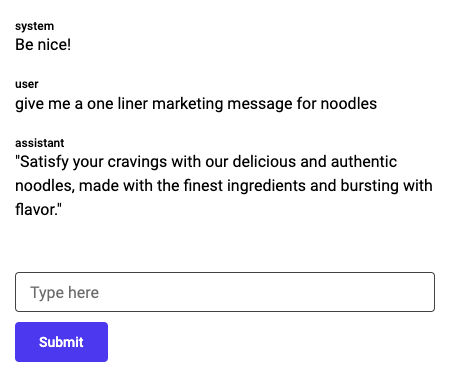 system
Be nice!
user
give me a one liner marketing message for noodles
assistant
"Satisfy your cravings with our delicious and authentic
noodles, made with the finest ingredients and bursting with
flavor."
Type here
Submit